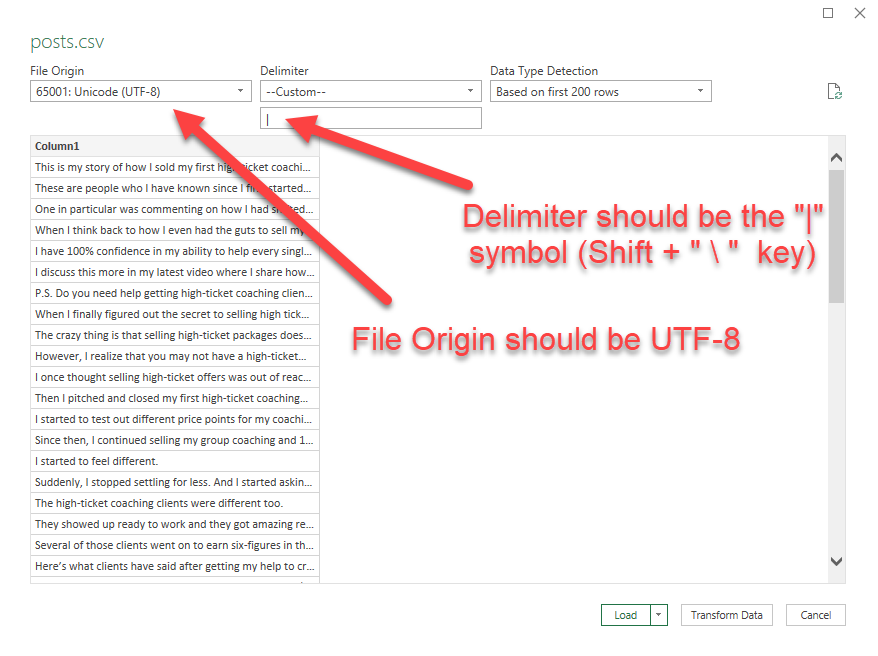 posts.csv
File Origin
Delimiter
Data Type Detection
65001: Unicode (UTF-8)
--Custom--
Based on first 200 rows
|
Column1
This is my story of how I sold my first high-ticket coachi...
These are people who I have known since I first started...
One in particular was commenting on how I had shifted...
When I think back to how I even had the guts to sell my
I have 100% confidence in my ability to help every singl...
I discuss this more in my latest video where I share how...
P.S. Do you need help getting high-ticket coaching clien...
When I finally figured out the secret to selling high tick...
The crazy thing is that selling high-ticket packages does...
However, I realize that you may not have a high-ticket...
I once thought selling high-ticket offers was out of reac...
Then I pitched and closed my first high-ticket coaching...
I started to test out different price points for my coachi...
Since then, I continued selling my group coaching and 1...
I started to feel different.
Suddenly, I stopped settling for less. And I started askin...
The high-ticket coaching clients were different too.
They showed up ready to work and they got amazing re...
Several of those clients went on to earn six-figures in th...
Here's what clients have said after getting my help to cr...
Delimiter should be the "|"
symbol (Shift + " \ " key)
File Origin should be UTF-8
Load
Transform Data
Cancel